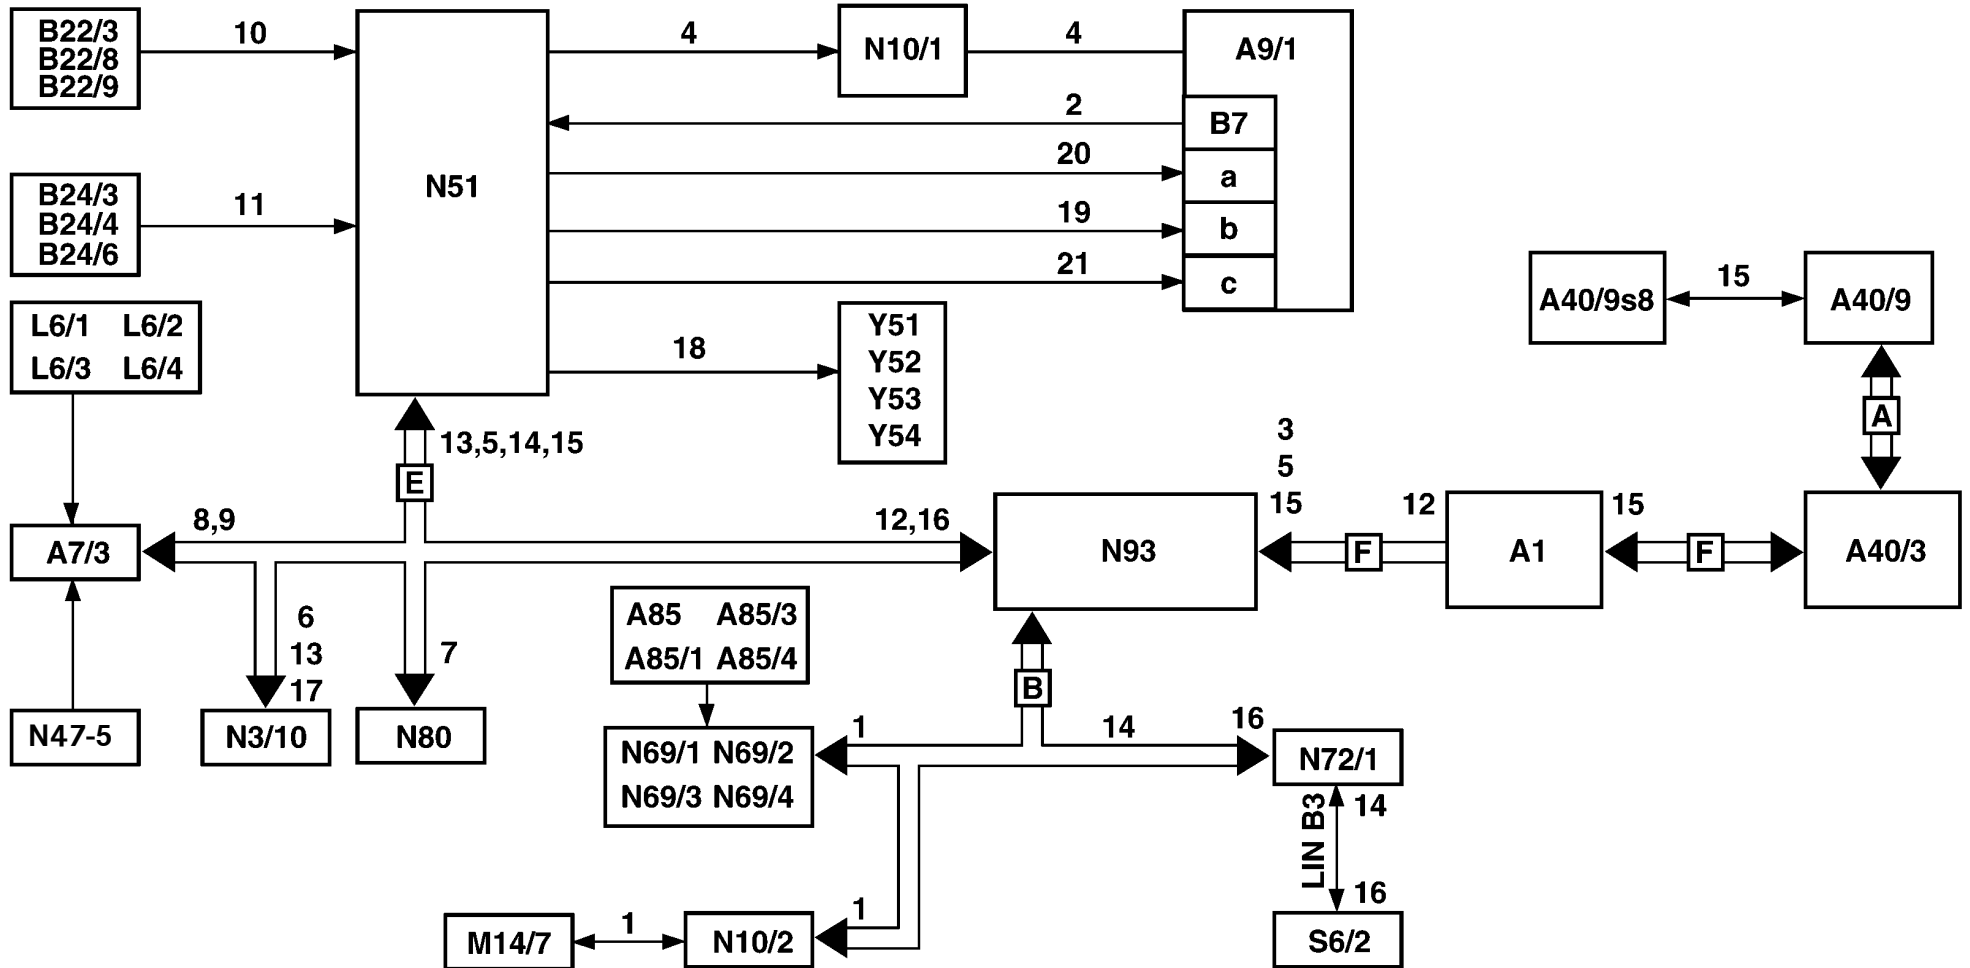 B22/3
B22/8
B22/9
10
N51
4
N10/1
4
A9/1
2
B7
20
a
19
b
21
c
B24/3
B24/4
B24/6
11
L6/1 L6/2
L6/3 L6/4
18
Y51
Y52
Y53
Y54
A40/9s8
15
A40/9
A
13,5,14,15
E
8,9
12,16
A7/3
N93
3
5
15
F
12
A1
15
F
A40/3
6
13
17
7
N47-5
N3/10
N80
A85 A85/3
A85/1 A85/4
B
N69/1 N69/2
N69/3 N69/4
1
14
16
N72/1
LIN B3
14
16
S6/2
1
M14/7
1
N10/2